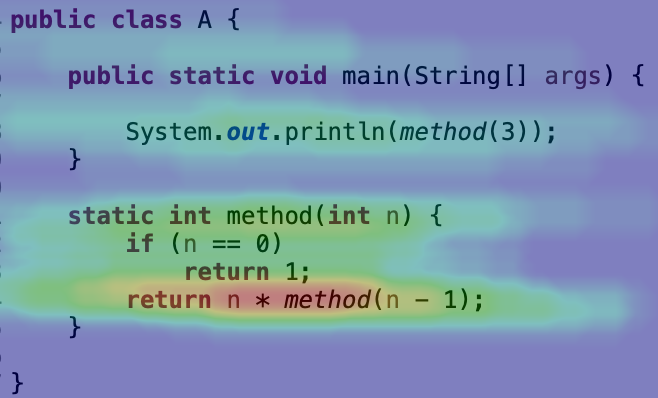 public class A {
public static void main(String[] args) {
System.out.println(method(3));
}
static int method(int n) {
if (n == 0)
return 1;
return n * method(n - 1);
}
}